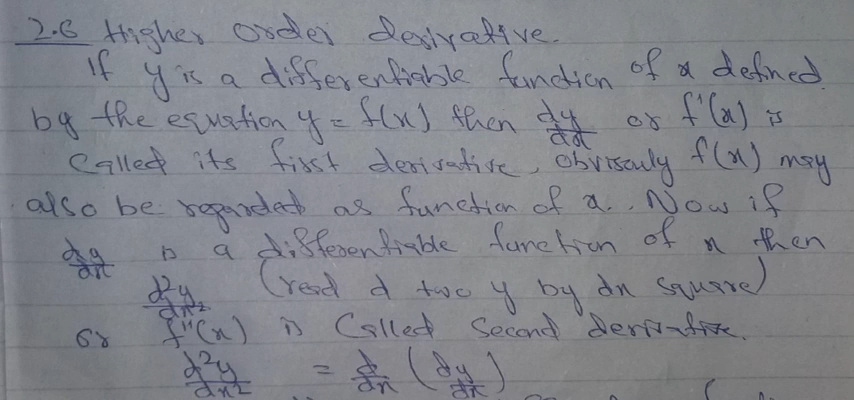 2.6 Higher order derivative.
If y is a differentiable function of x defined
by the equation y = f(x) then dy/dx or f'(x) is
Called its first derivative, obvisouly f(x) may
also be regarded as function of x. Now if
dy/dx is a differentiable function of x then
d²y/dx² (read d two y by dx square)
or f''(x) is Called Second derivative.
d²y/dx² = d/dx (dy/dx)